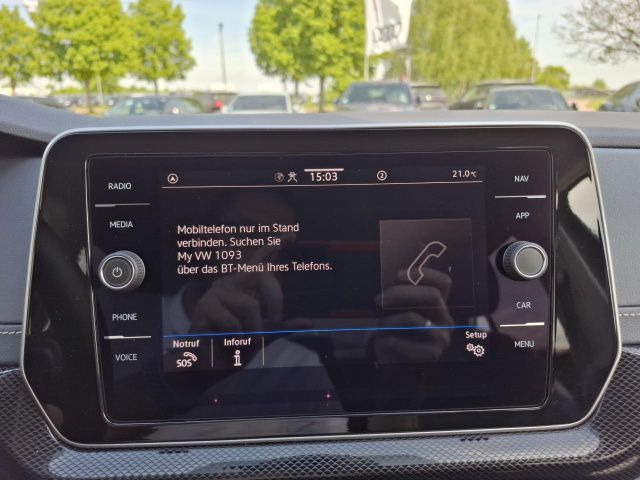 RADIO
MEDIA
PHONE
VOICE
15:03
2
21.0°C
Mobiltelefon nur im Stand
verbinden. Suchen Sie
My VW 1093
über das BT-Menü Ihres Telefons.
Notruf
SOS
Inforuf
Setup
NAV
APP
CAR
MENU